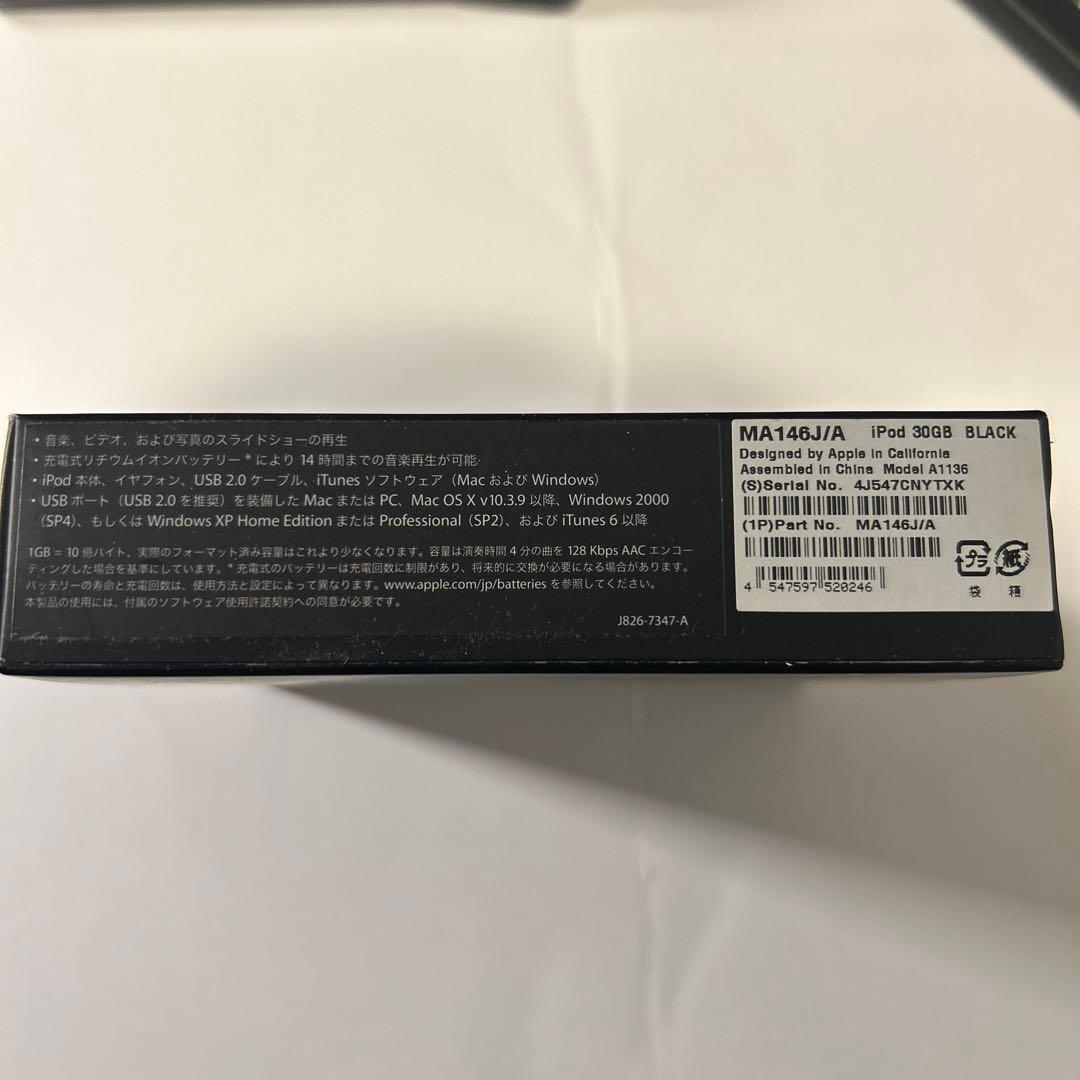 ・音楽、ビデオ、および写真のスライドショーの再生
・充電式リチウムイオンバッテリー*により 14 時間までの音楽再生が可能
・iPod 本体、イヤフォン、USB 2.0 ケーブル、iTunes ソフトウェア（Mac および Windows）
・USB ポート（USB 2.0 を推奨）を装備した Mac または PC、Mac OS X v10.3.9 以降、Windows 2000
（SP4）、もしくは Windows XP Home Edition または Professional（SP2）、および iTunes 6 以降
1GB = 10 億バイト、実際のフォーマット済み容量はこれより少なくなります。容量は演奏時間 4 分の曲を 128 Kbps AAC エンコー
ディングした場合を基準にしています。* 充電式のバッテリーは充電回数に制限があり、将来的に交換が必要になる場合があります。
バッテリーの寿命と充電回数は、使用方法と設定によって異なります。www.apple.com/jp/batteries を参照してください。
本製品の使用には、付属のソフトウェア使用許諾契約への同意が必要です。
J826-7347-A
MA146J/A iPod 30GB BLACK
Designed by Apple in California
Assembled in China Model A1136
(S)Serial No. 4J547CNYTXK
(1P)Part No. MA146J/A
4 547597 520246
プラ 紙
袋 箱